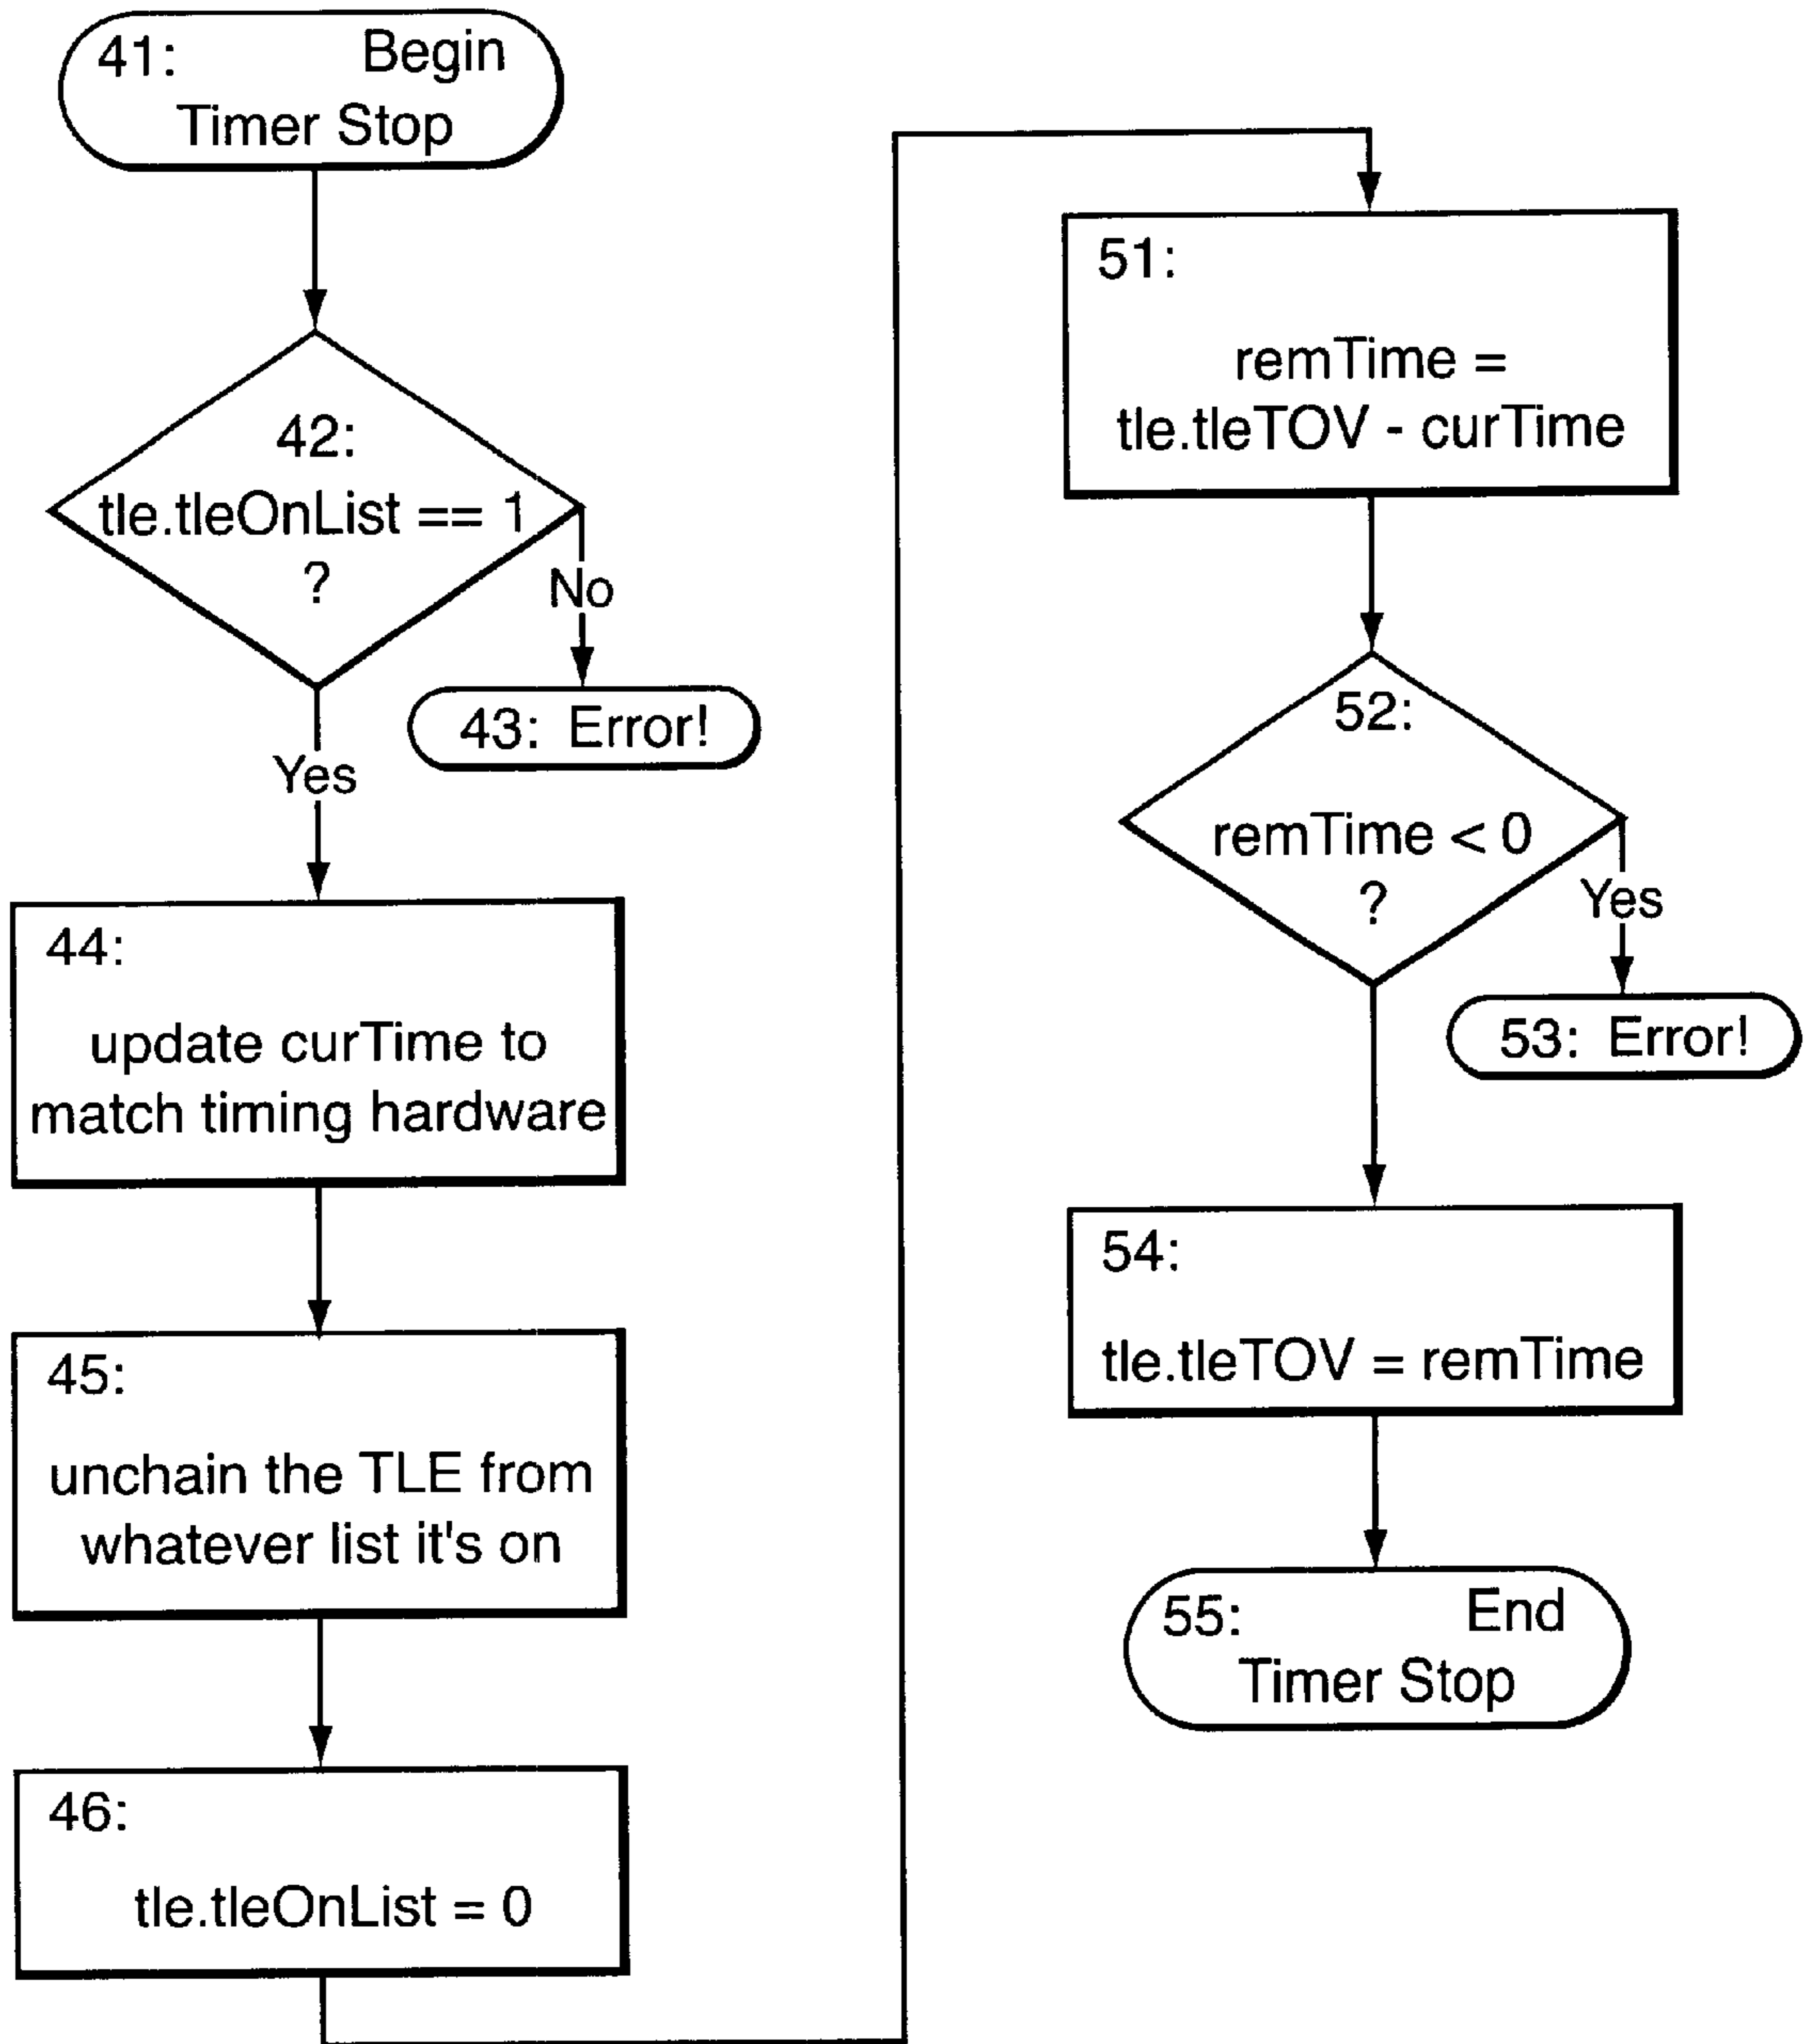 41: Begin
Timer Stop
42:
tle.tleOnList == 1
?
No
43: Error!
Yes
44:
update curTime to
match timing hardware
45:
unchain the TLE from
whatever list it's on
46:
tle.tleOnList = 0
51:
remTime =
tle.tleTOV - curTime
52:
remTime < 0
?
Yes
53: Error!
54:
tle.tleTOV = remTime
55: End
Timer Stop